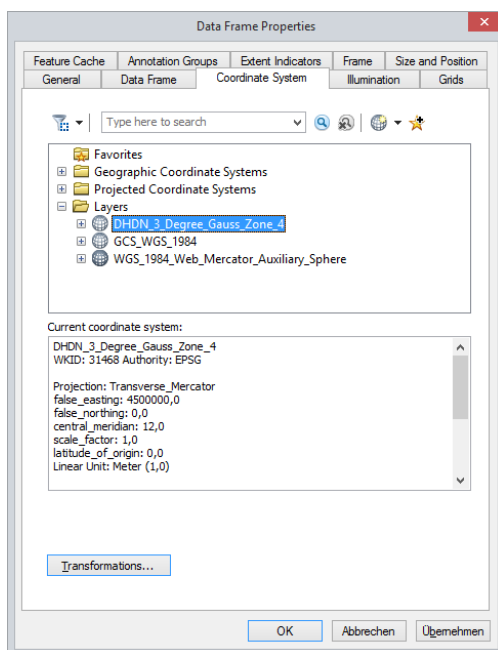 Data Frame Properties
Feature Cache Annotation Groups Extent Indicators Frame Size and Position
General Data Frame Coordinate System Illumination Grids
Type here to search
Favorites
Geographic Coordinate Systems
Projected Coordinate Systems
Layers
DHDN_3_Degree_Gauss_Zone_4
GCS_WGS_1984
WGS_1984_Web_Mercator_Auxiliary_Sphere
Current coordinate system:
DHDN_3_Degree_Gauss_Zone_4
WKID: 31468 Authority: EPSG
Projection: Transverse_Mercator
false_easting: 4500000,0
false_northing: 0,0
central_meridian: 12,0
scale_factor: 1,0
latitude_of_origin: 0,0
Linear Unit: Meter (1,0)
Transformations...
OK Abbrechen Übernehmen